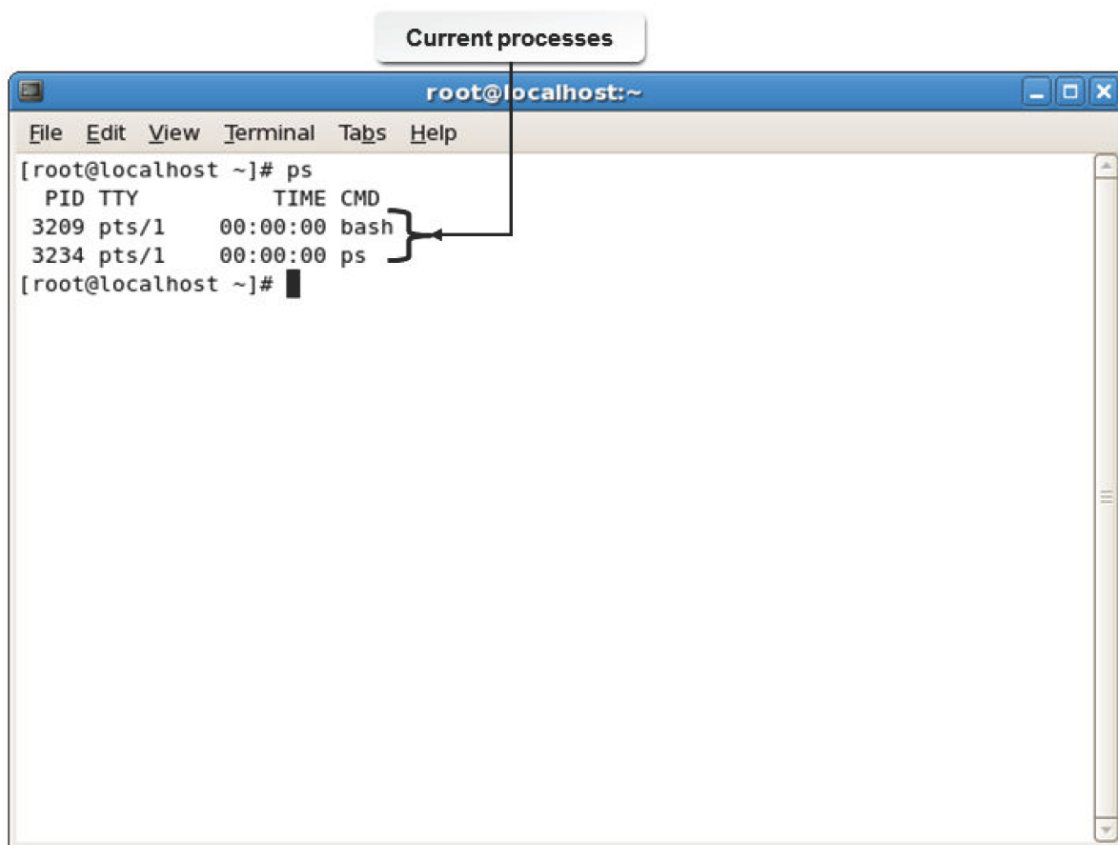 Current processes
root@localhost:~
File Edit View Terminal Tabs Help
[root@localhost ~]# ps
  PID TTY          TIME CMD
 3209 pts/1    00:00:00 bash
 3234 pts/1    00:00:00 ps
[root@localhost ~]#